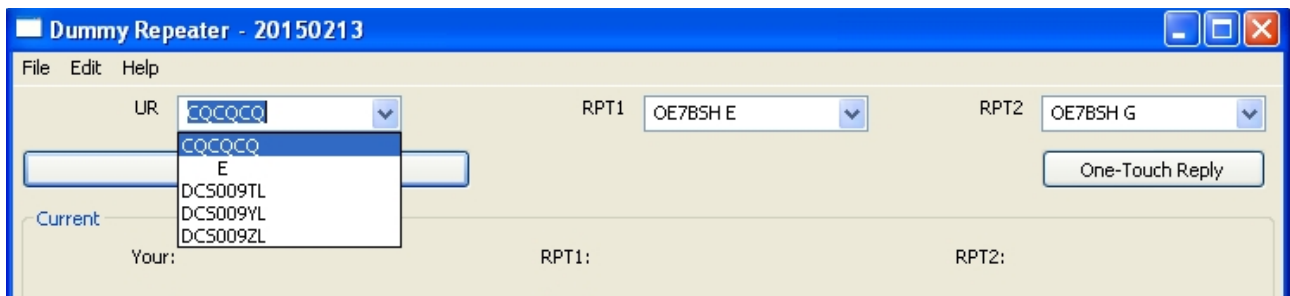 Dummy Repeater - 20150213
File Edit Help
UR CQCQCQ RPT1 OE7BSH E RPT2 OE7BSH G
CQCQCQ
E
One-Touch Reply
DCS009TL
DCS009YL
Current
DCS009ZL
Your: RPT1: RPT2: